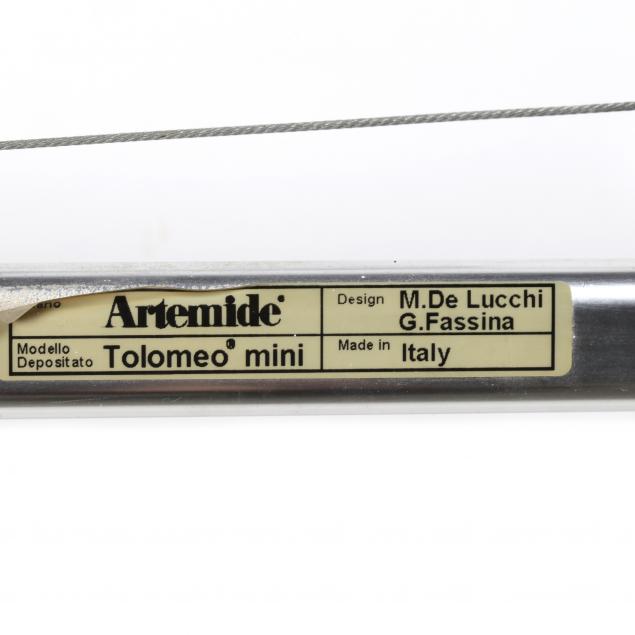 Artemide®
Design M.De Lucchi
G.Fassina
Modello
Depositato Tolomeo® mini
Made in Italy